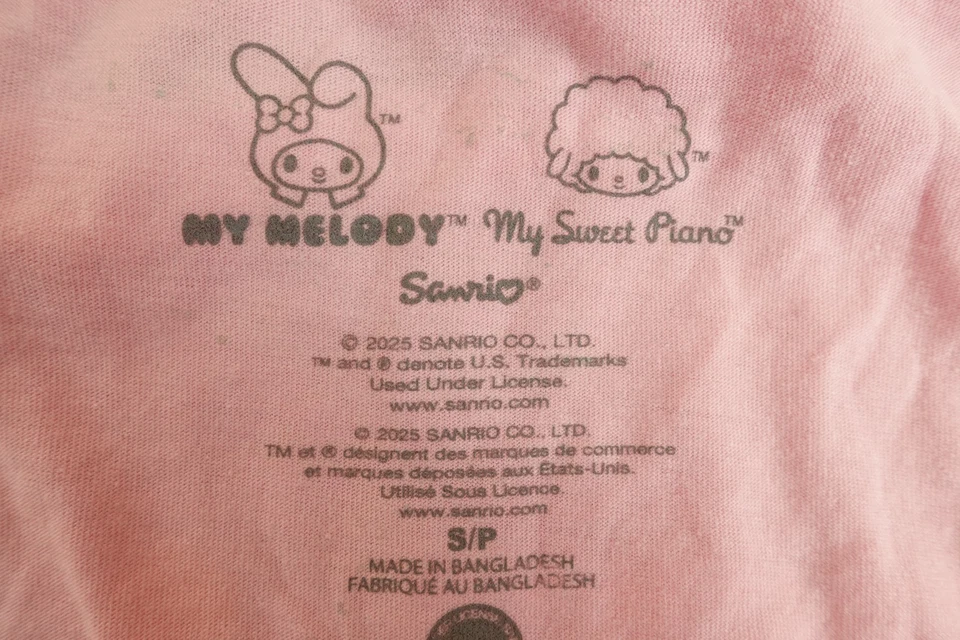 TM
TM
MY MELODY™ My Sweet Piano™
Sanrio®
© 2025 SANRIO CO., LTD.
TM and ® denote U.S. Trademarks
Used Under License.
www.sanrio.com
© 2025 SANRIO CO., LTD.
TM et ® désignent des marques de commerce
et marques déposées aux États-Unis.
Utilisé Sous Licence.
www.sanrio.com
S/P
MADE IN BANGLADESH
FABRIQUÉ AU BANGLADESH